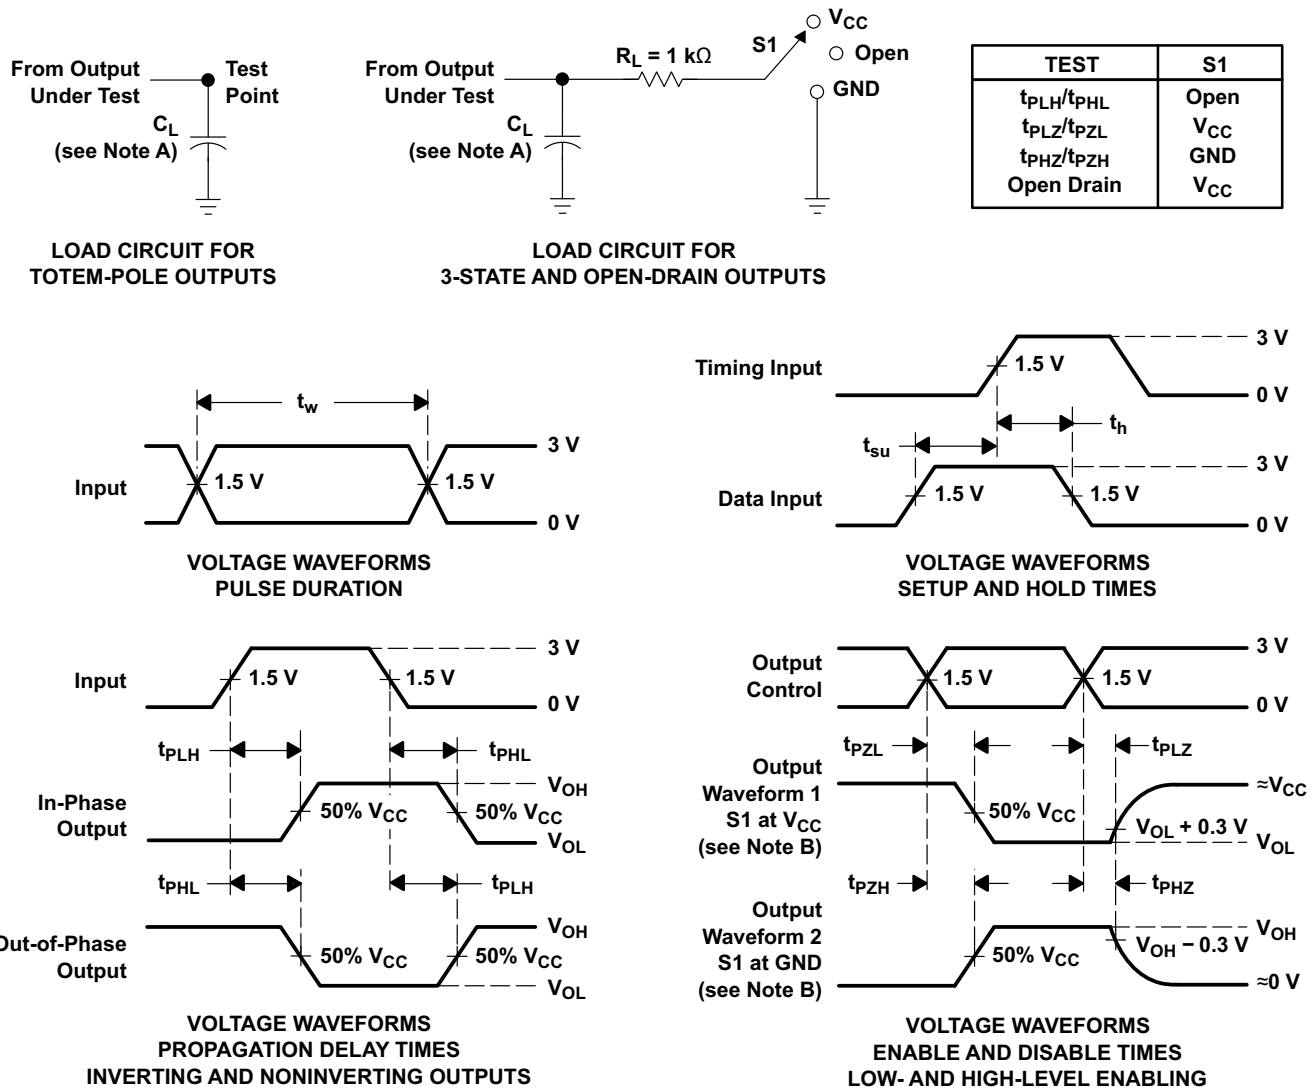 From Output
Under Test
Test
Point
C_L
(see Note A)
LOAD CIRCUIT FOR
TOTEM-POLE OUTPUTS
From Output
Under Test
R_L = 1 kΩ
S1
V_CC
Open
GND
C_L
(see Note A)
LOAD CIRCUIT FOR
3-STATE AND OPEN-DRAIN OUTPUTS
TEST S1
t_PLH/t_PHL Open
t_PLZ/t_PZL V_CC
t_PHZ/t_PZH GND
Open Drain V_CC
t_w
Input
3 V
1.5 V
1.5 V
0 V
VOLTAGE WAVEFORMS
PULSE DURATION
Timing Input
3 V
1.5 V
0 V
t_su
t_h
Data Input
3 V
1.5 V
1.5 V
0 V
VOLTAGE WAVEFORMS
SETUP AND HOLD TIMES
Input
3 V
1.5 V
1.5 V
0 V
t_PLH
t_PHL
In-Phase
Output
V_OH
50% V_CC
50% V_CC
V_OL
t_PHL
t_PLH
Out-of-Phase
Output
V_OH
50% V_CC
50% V_CC
V_OL
VOLTAGE WAVEFORMS
PROPAGATION DELAY TIMES
INVERTING AND NONINVERTING OUTPUTS
Output
Control
3 V
1.5 V
1.5 V
0 V
t_PZL
t_PLZ
Output
Waveform 1
S1 at V_CC
(see Note B)
≈V_CC
50% V_CC
V_OL + 0.3 V
V_OL
t_PZH
t_PHZ
Output
Waveform 2
S1 at GND
(see Note B)
V_OH
50% V_CC
V_OH − 0.3 V
≈0 V
VOLTAGE WAVEFORMS
ENABLE AND DISABLE TIMES
LOW- AND HIGH-LEVEL ENABLING